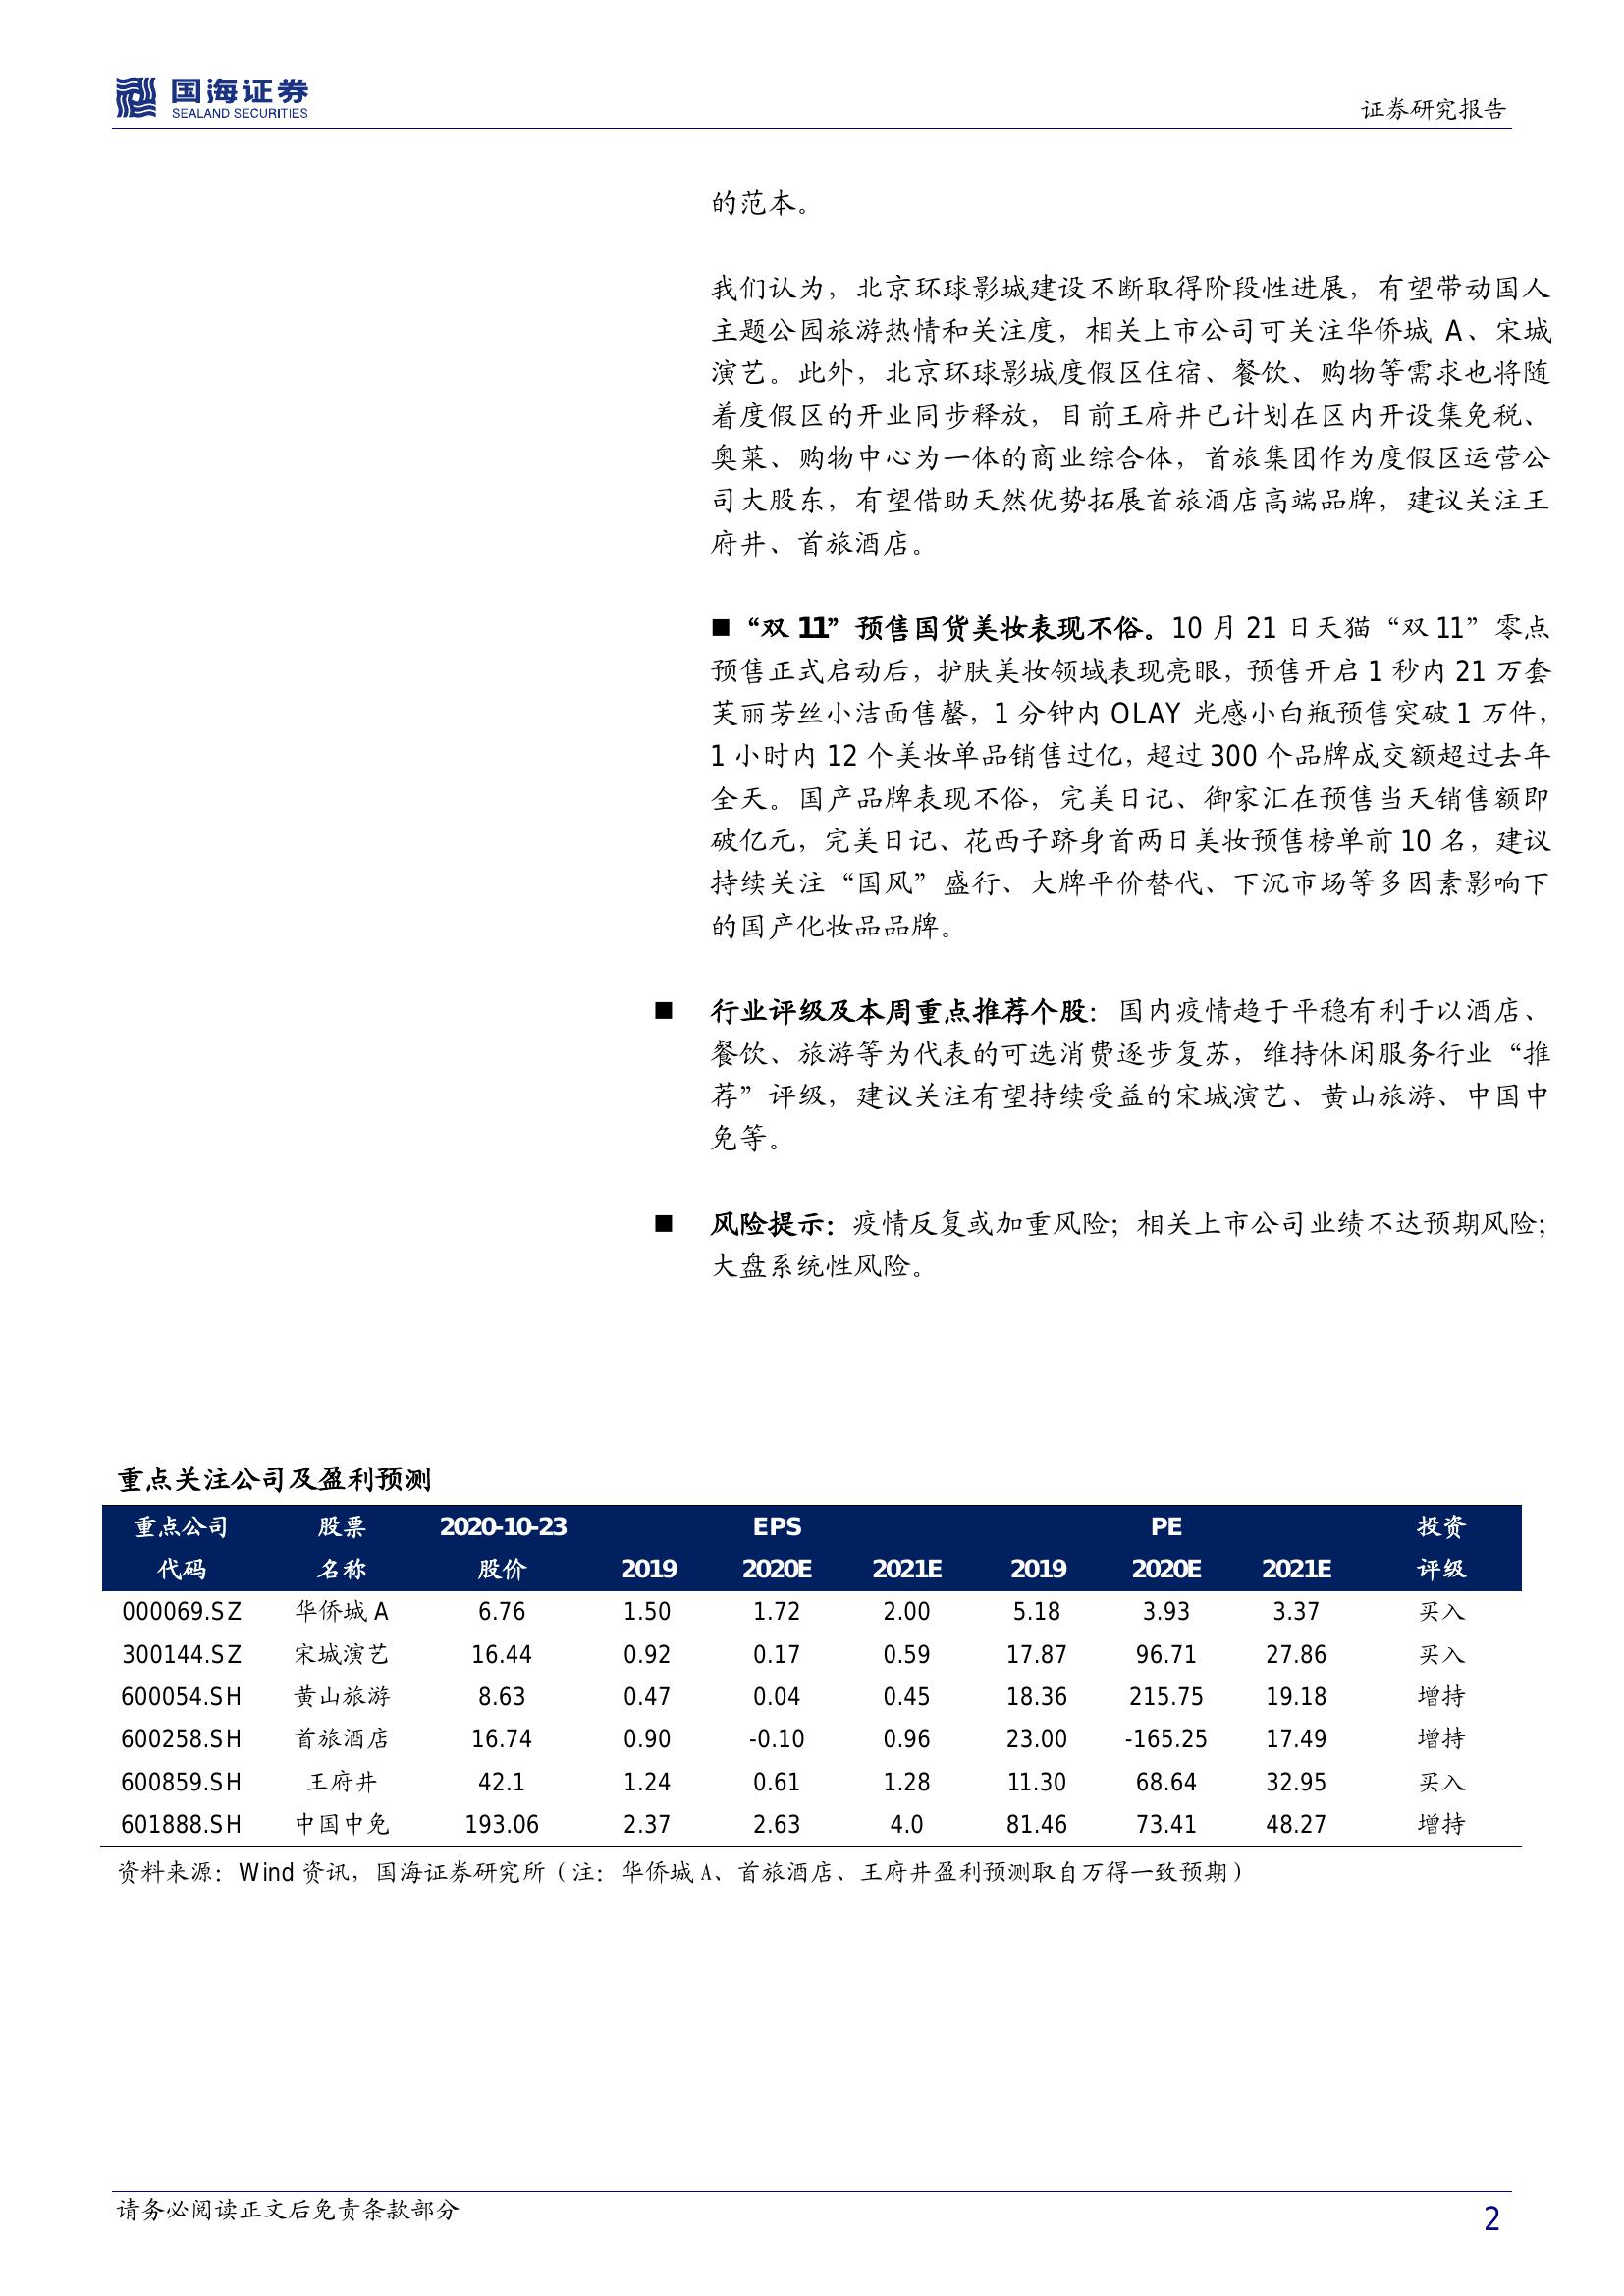 国海证券
SEALAND SECURITIES
证券研究报告
的范本。
我们认为，北京环球影城建设不断取得阶段性进展，有望带动国人
主题公园旅游热情和关注度，相关上市公司可关注华侨城 A、宋城
演艺。此外，北京环球影城度假区住宿、餐饮、购物等需求也将随
着度假区的开业同步释放，目前王府井已计划在区内开设集免税、
奥莱、购物中心为一体的商业综合体，首旅集团作为度假区运营公
司大股东，有望借助天然优势拓展首旅酒店高端品牌，建议关注王
府井、首旅酒店。
■“双 11”预售国货美妆表现不俗。10 月 21 日天猫“双 11”零点
预售正式启动后，护肤美妆领域表现亮眼，预售开启 1 秒内 21 万套
芙丽芳丝小洁面售罄，1 分钟内 OLAY 光感小白瓶预售突破 1 万件，
1 小时内 12 个美妆单品销售过亿，超过 300 个品牌成交额超过去年
全天。国产品牌表现不俗，完美日记、御家汇在预售当天销售额即
破亿元，完美日记、花西子跻身首两日美妆预售榜单前 10 名，建议
持续关注“国风”盛行、大牌平价替代、下沉市场等多因素影响下
的国产化妆品品牌。
■ 行业评级及本周重点推荐个股：国内疫情趋于平稳有利于以酒店、
餐饮、旅游等为代表的可选消费逐步复苏，维持休闲服务行业“推
荐”评级，建议关注有望持续受益的宋城演艺、黄山旅游、中国中
免等。
■ 风险提示：疫情反复或加重风险；相关上市公司业绩不达预期风险；
大盘系统性风险。
重点关注公司及盈利预测
重点公司 股票 2020-10-23 EPS PE 投资
代码 名称 股价 2019 2020E 2021E 2019 2020E 2021E 评级
000069.SZ 华侨城 A 6.76 1.50 1.72 2.00 5.18 3.93 3.37 买入
300144.SZ 宋城演艺 16.44 0.92 0.17 0.59 17.87 96.71 27.86 买入
600054.SH 黄山旅游 8.63 0.47 0.04 0.45 18.36 215.75 19.18 增持
600258.SH 首旅酒店 16.74 0.90 -0.10 0.96 23.00 -165.25 17.49 增持
600859.SH 王府井 42.1 1.24 0.61 1.28 11.30 68.64 32.95 买入
601888.SH 中国中免 193.06 2.37 2.63 4.0 81.46 73.41 48.27 增持
资料来源：Wind 资讯，国海证券研究所（注：华侨城 A、首旅酒店、王府井盈利预测取自万得一致预期）
请务必阅读正文后免责条款部分
2